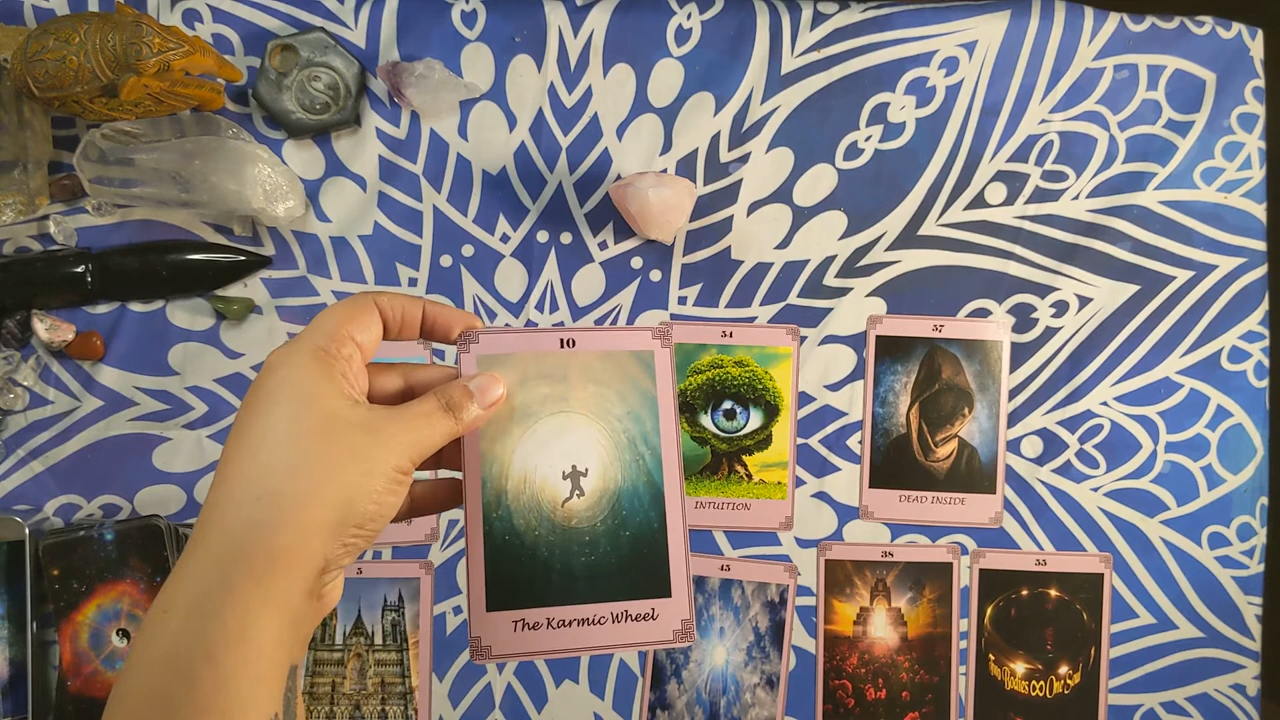 10
The Karmic Wheel
54
INTUITION
57
DEAD INSIDE
5
45
38
55
Two Bodies ∞ One Soul